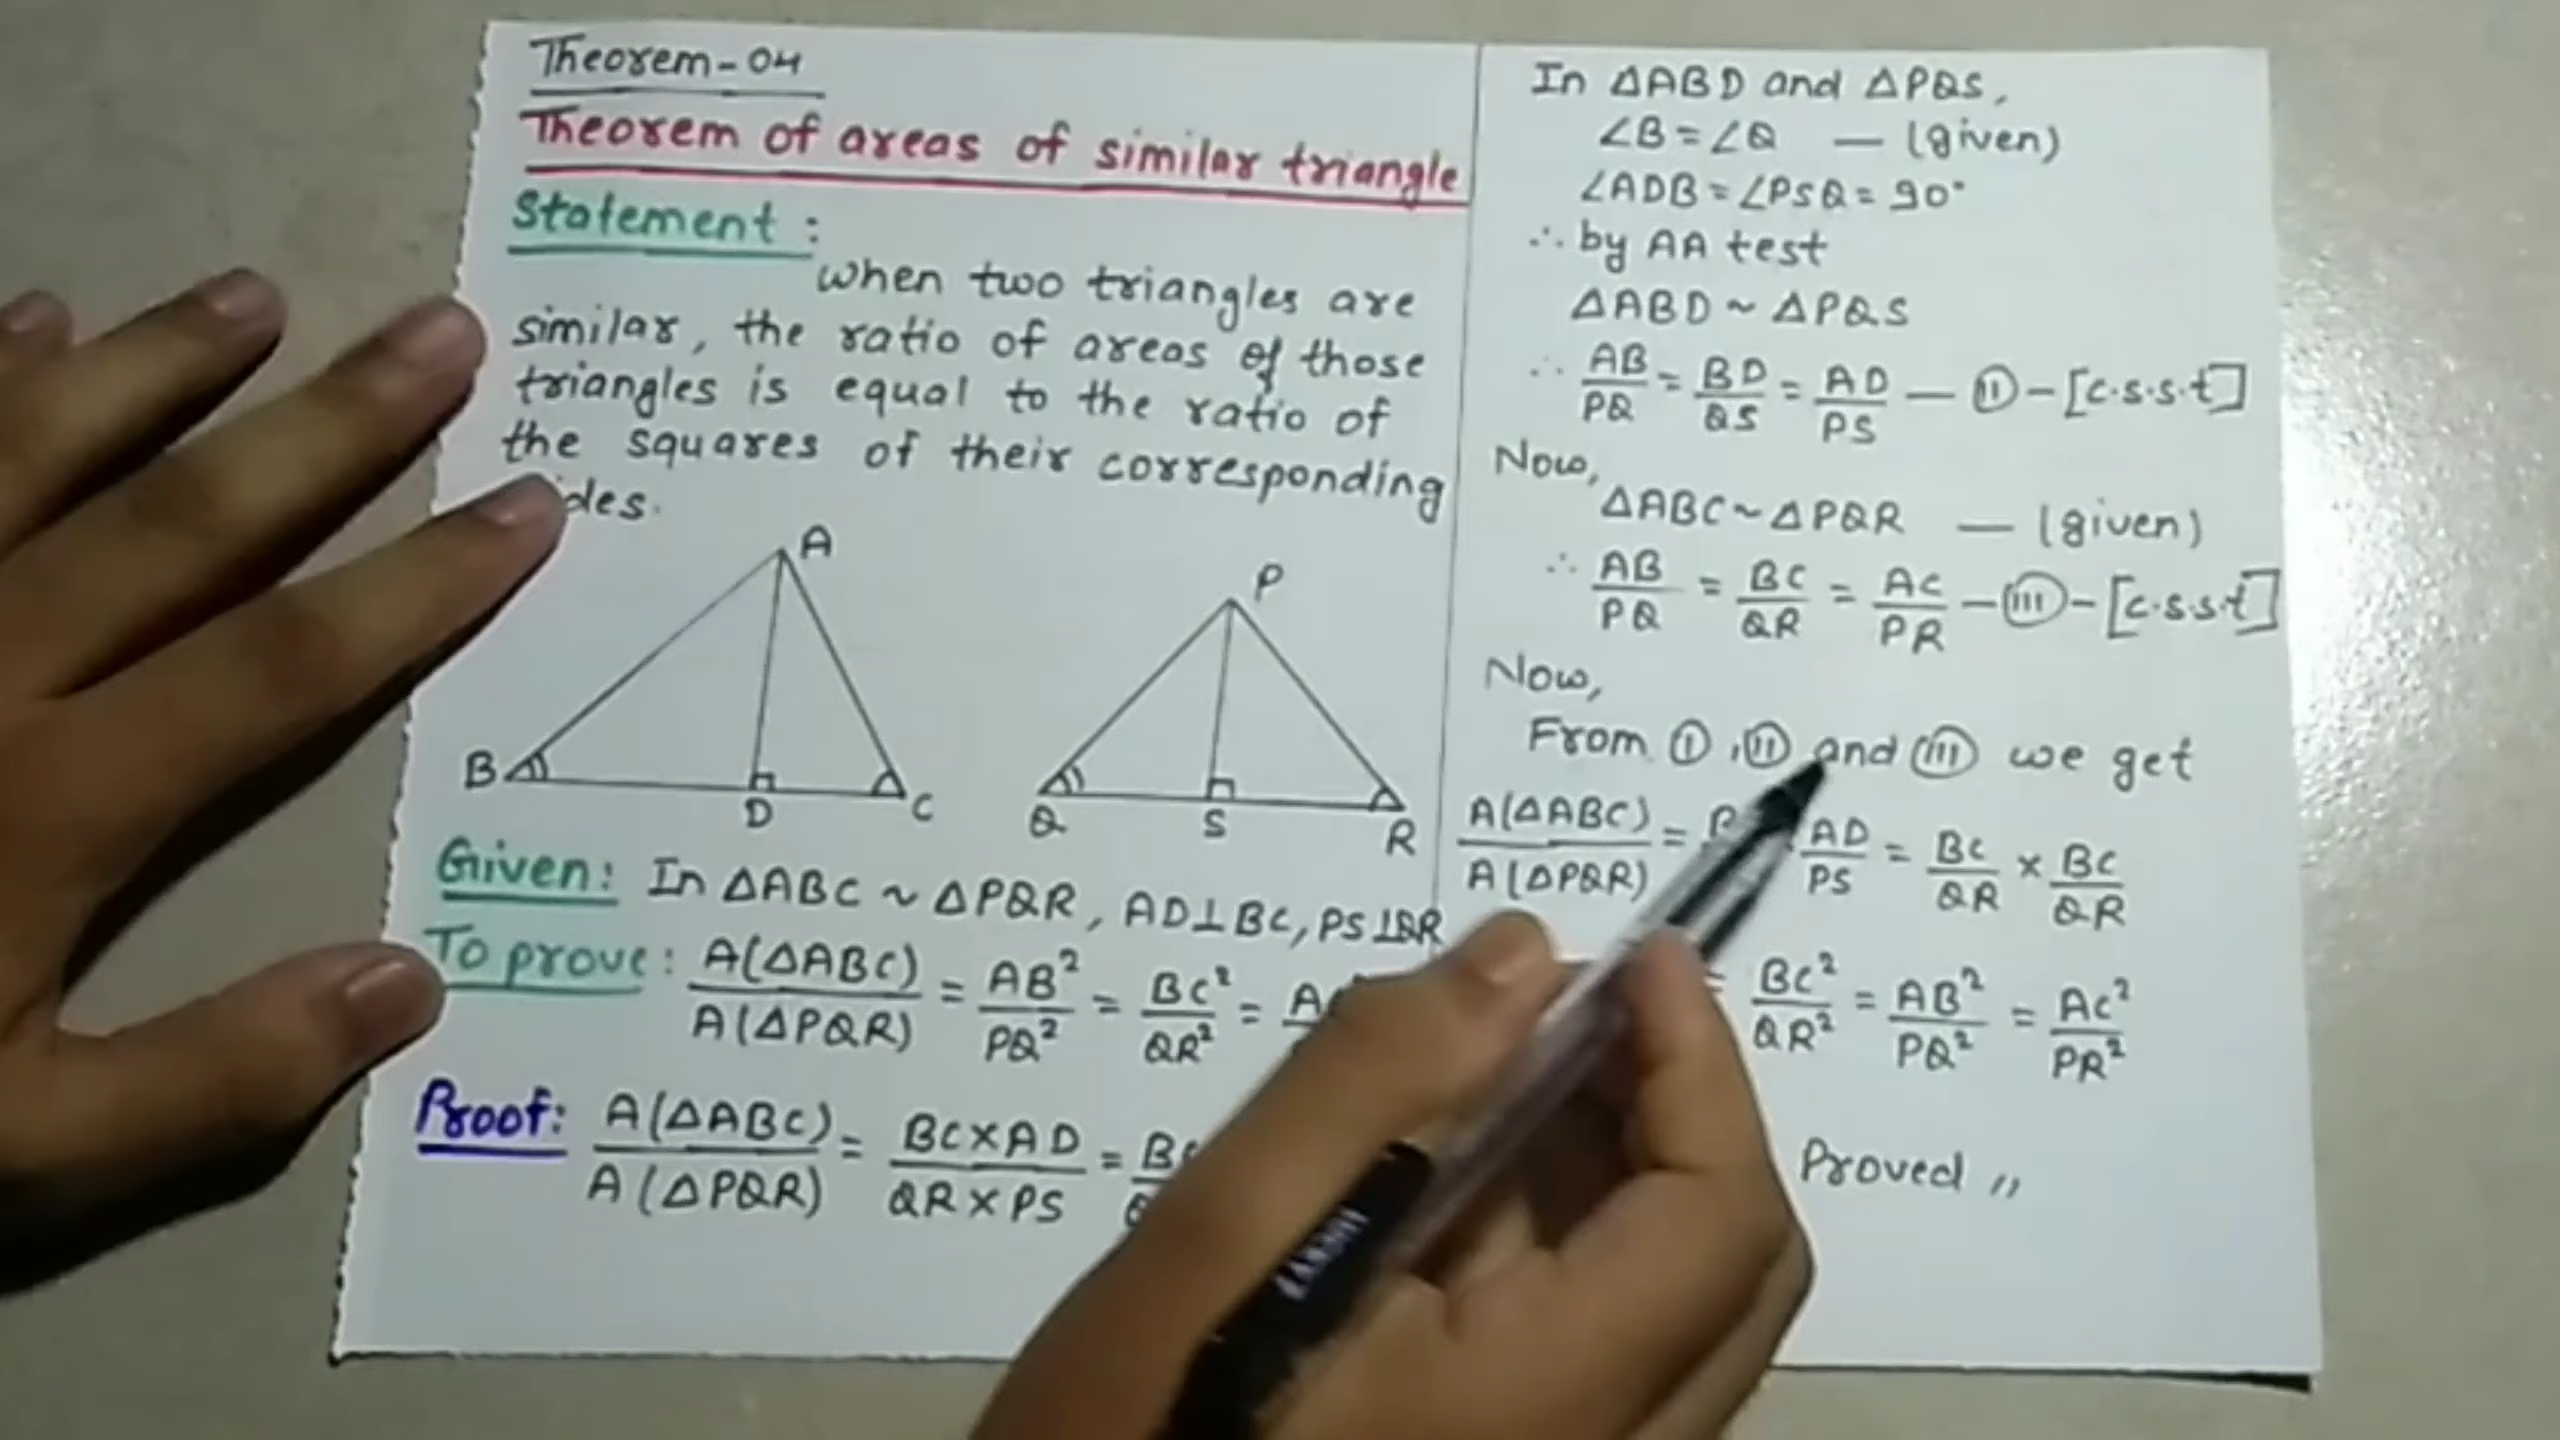 Theorem-04
Theorem of areas of similar triangle
Statement:
when two triangles are
similar, the ratio of areas of those
triangles is equal to the ratio of
the squares of their corresponding
des.
A
B
D
C
P
Q
S
R
Given: In ΔABC ~ ΔPQR, AD⊥BC, PS⊥QR
To prove: A(ΔABC)/A(ΔPQR) = AB²/PQ² = BC²/QR² =
Proof: A(ΔABC)/A(ΔPQR) = BC×AD/QR×PS =
In ΔABD and ΔPQS,
∠B = ∠Q — (given)
∠ADB = ∠PSQ = 90°
∴ by AA test
ΔABD ~ ΔPQS
∴ AB/PQ = BD/QS = AD/PS — (II) - [c.s.s.t]
Now,
ΔABC ~ ΔPQR — (given)
∴ AB/PQ = BC/QR = AC/PR — (III) - [c.s.s.t]
Now,
From (I), (II) and (III) we get
A(ΔABC)/A(ΔPQR) = AD/PS = BC/QR × BC/QR
= BC²/QR² = AB²/PQ² = AC²/PR²
Proved "